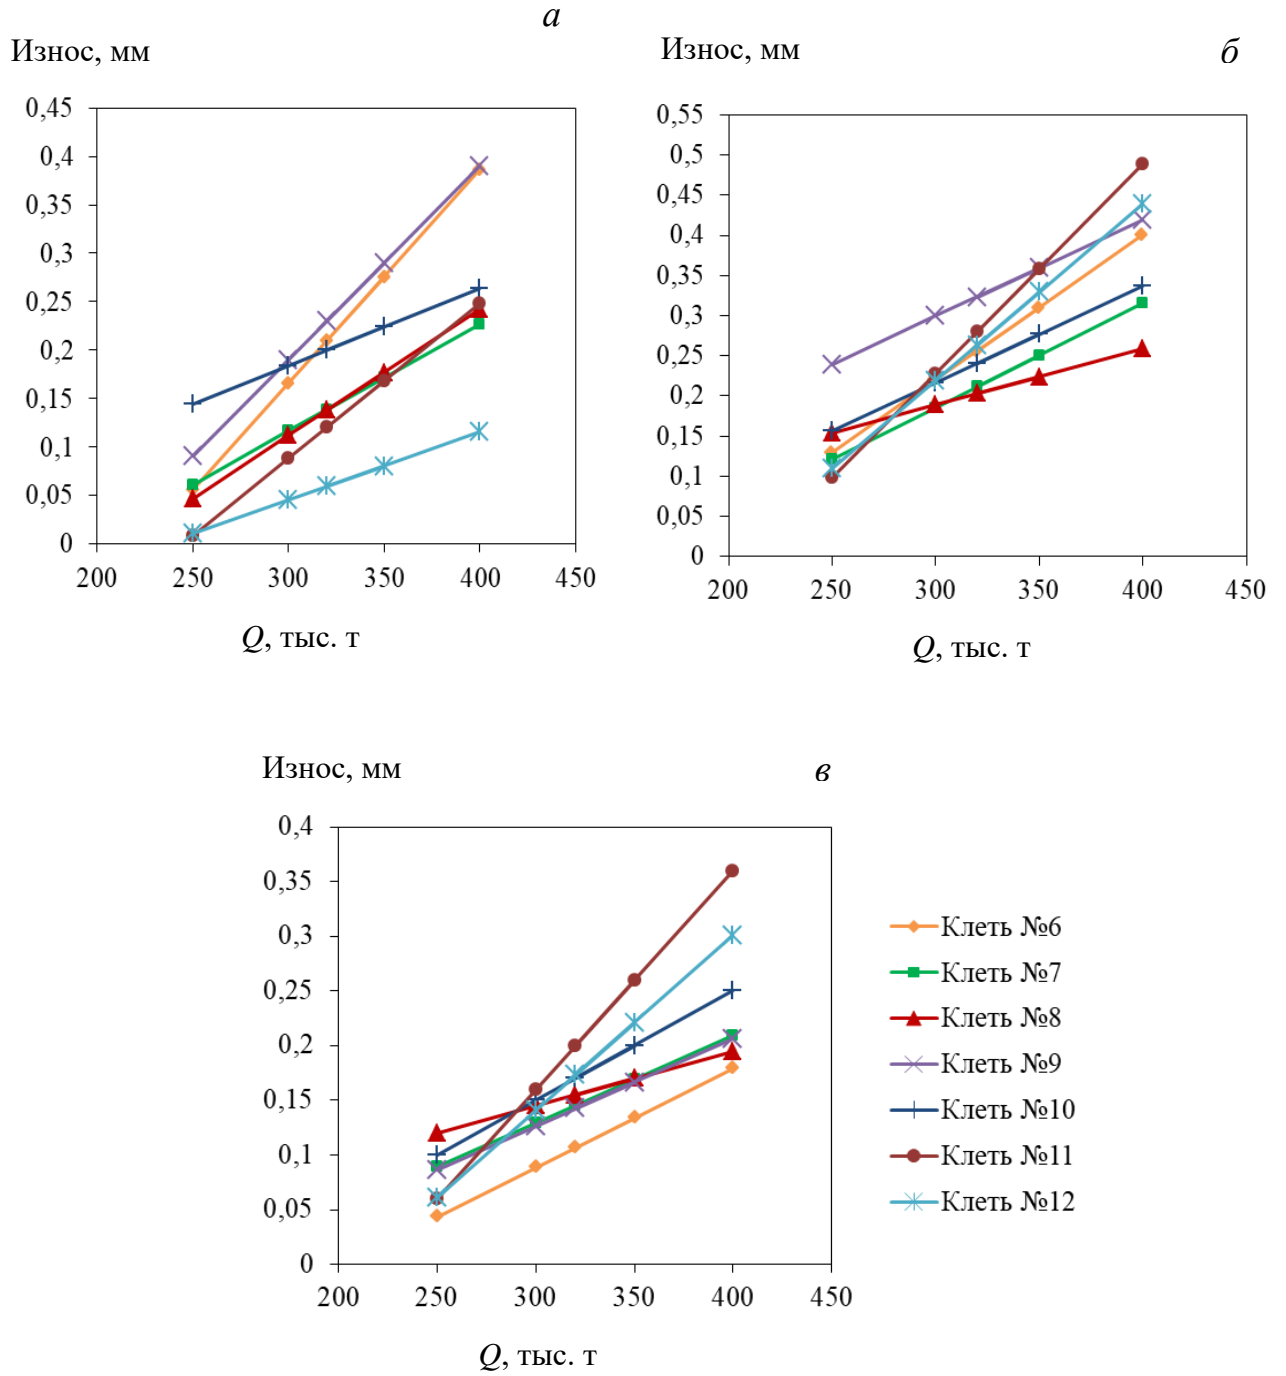 а
Износ, мм
0,45
0,4
0,35
0,3
0,25
0,2
0,15
0,1
0,05
0
200 250 300 350 400 450
Q, тыс. т
Износ, мм
б
0,55
0,5
0,45
0,4
0,35
0,3
0,25
0,2
0,15
0,1
0,05
0
200 250 300 350 400 450
Q, тыс. т
Износ, мм
в
0,4
0,35
0,3
0,25
0,2
0,15
0,1
0,05
0
200 250 300 350 400 450
Q, тыс. т
Клеть №6
Клеть №7
Клеть №8
Клеть №9
Клеть №10
Клеть №11
Клеть №12